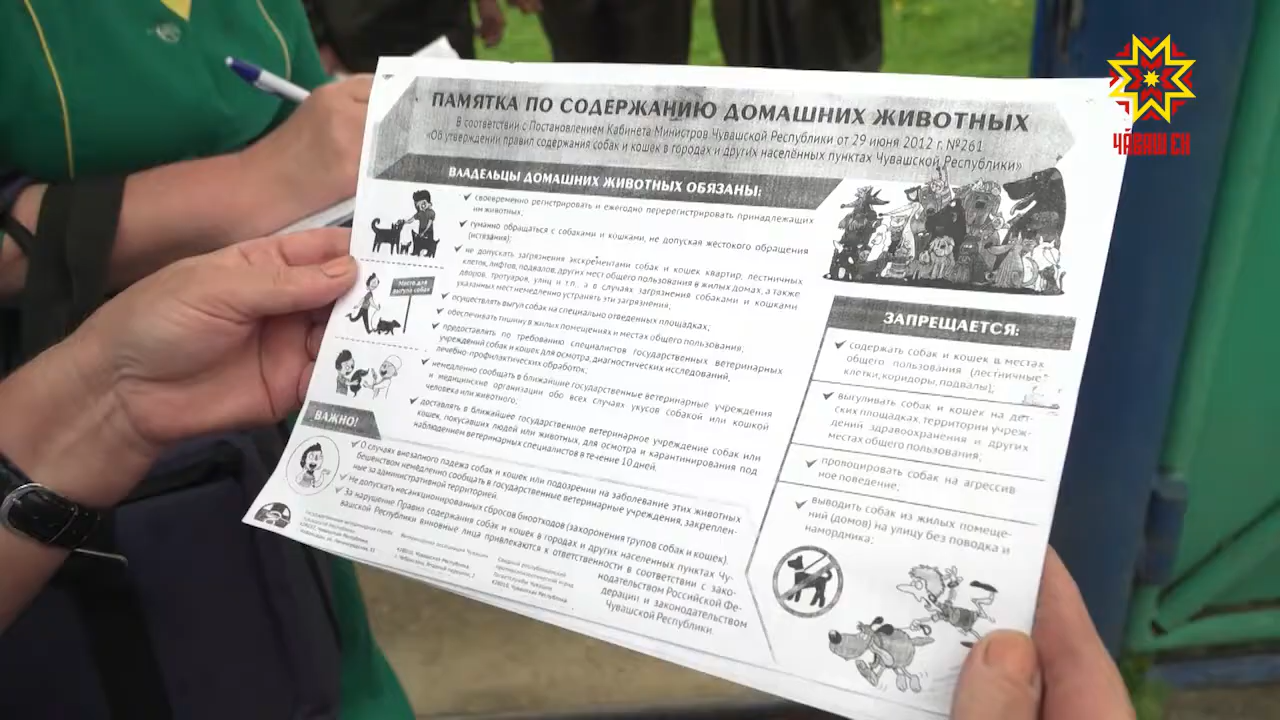 ЧӐВАШ ЕН
ПАМЯТКА ПО СОДЕРЖАНИЮ ДОМАШНИХ ЖИВОТНЫХ
В соответствии с Постановлением Кабинета Министров Чувашской Республики от 29 июня 2012 г. №261
«Об утверждении правил содержания собак и кошек в городах и других населённых пунктах Чувашской Республики»
ВЛАДЕЛЬЦЫ ДОМАШНИХ ЖИВОТНЫХ ОБЯЗАНЫ:
своевременно регистрировать и ежегодно перерегистрировать принадлежащих
им животных;
гуманно обращаться с собаками и кошками, не допуская жестокого обращения
(истязания);
не допускать загрязнения экскрементами собак и кошек квартир, лестничных
клеток, лифтов, подвалов, других мест общего пользования в жилых домах, а также
дворов, тротуаров, улиц и т.п., а в случаях загрязнения собаками и кошками
указанных мест немедленно устранять эти загрязнения;
осуществлять выгул собак на специально отведенных площадках;
обеспечивать тишину в жилых помещениях и местах общего пользования;
предоставлять по требованию специалистов государственных ветеринарных
учреждений собак и кошек для осмотра, диагностических исследований,
лечебно-профилактических обработок;
немедленно сообщать в ближайшие государственные ветеринарные учреждения
и медицинские организации обо всех случаях укусов собакой или кошкой
человека или животного;
доставлять в ближайшее государственное ветеринарное учреждение собак или
кошек, покусавших людей или животных, для осмотра и карантинирования под
наблюдением ветеринарных специалистов в течение 10 дней.
Место для
выгула собак
ВАЖНО!
О случаях внезапного падежа собак и кошек или подозрении на заболевание этих животных
бешенством немедленно сообщать в государственные ветеринарные учреждения, закреплен-
ные за административной территорией.
Не допускать несанкционированных сбросов биоотходов (захоронения трупов собак и кошек).
За нарушение Правил содержания собак и кошек в городах и других населенных пунктах Чу-
вашской Республики виновные лица привлекаются к ответственности в соответствии с зако-
нодательством Российской Фе-
дерации и законодательством
Чувашской Республики.
ЗАПРЕЩАЕТСЯ:
содержать собак и кошек в местах
общего пользования (лестничные
клетки, коридоры, подвалы);
выгуливать собак и кошек на дет-
ских площадках, территории учреж-
дений здравоохранения и других
местах общего пользования;
провоцировать собак на агрессив-
ное поведение;
выводить собак из жилых помеще-
ний (домов) на улицу без поводка и
намордника;